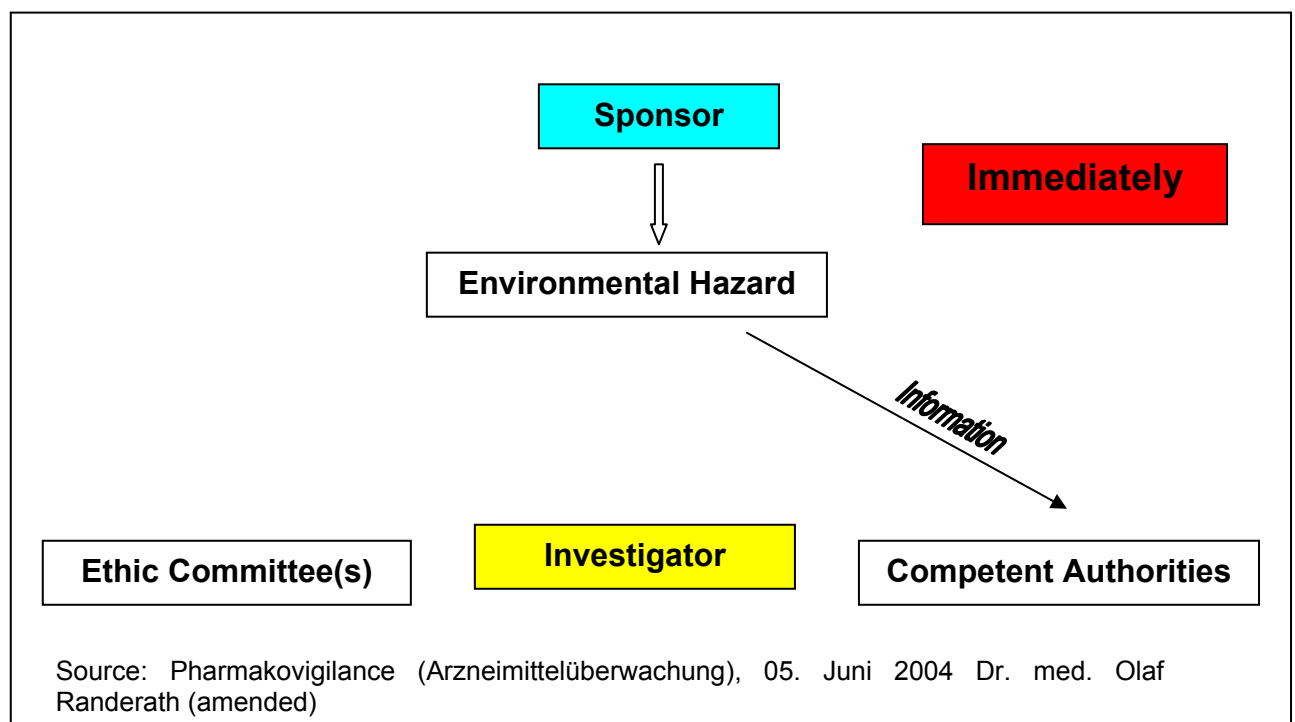 Sponsor
Immediately
Environmental Hazard
Information
Ethic Committee(s)
Investigator
Competent Authorities
Source: Pharmakovigilance (Arzneimittelüberwachung), 05. Juni 2004 Dr. med. Olaf
Randerath (amended)